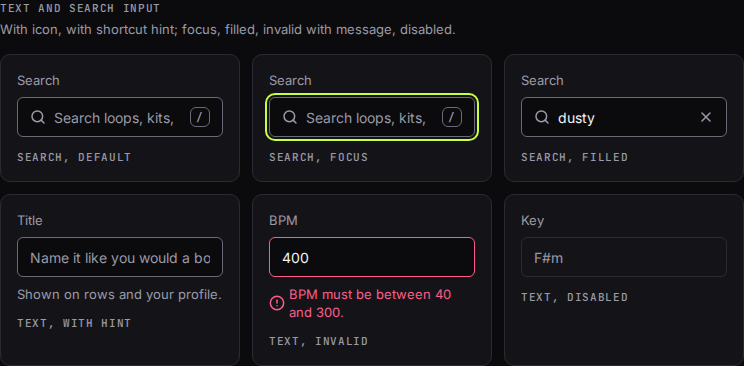 TEXT AND SEARCH INPUT
With icon, with shortcut hint; focus, filled, invalid with message, disabled.
Search
Search loops, kits, /
SEARCH, DEFAULT
Search
Search loops, kits, /
SEARCH, FOCUS
Search
dusty
SEARCH, FILLED
Title
Name it like you would a bo
Shown on rows and your profile.
TEXT, WITH HINT
BPM
400
BPM must be between 40
and 300.
TEXT, INVALID
Key
F#m
TEXT, DISABLED